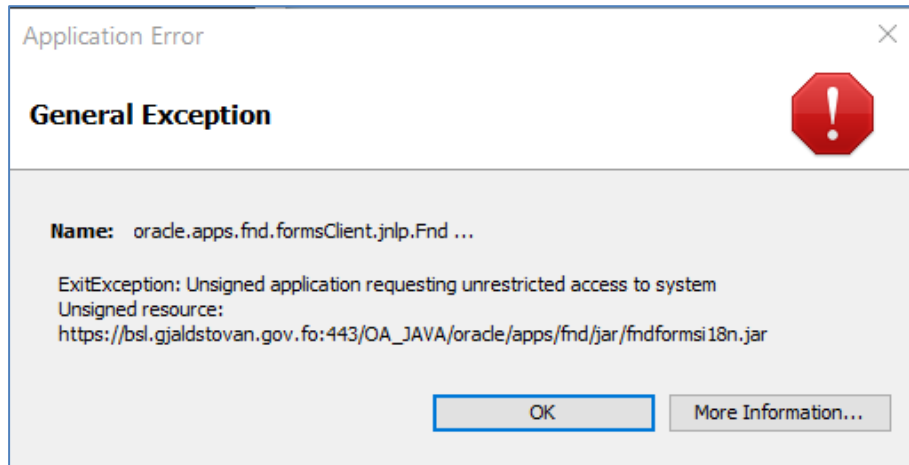 Application Error
General Exception
Name: oracle.apps.fnd.formsClient.jnlp.Fnd ...
ExitException: Unsigned application requesting unrestricted access to system
Unsigned resource:
https://bsl.gjaldstovan.gov.fo:443/OA_JAVA/oracle/apps/fnd/jar/fndformsi18n.jar
OK
More Information...